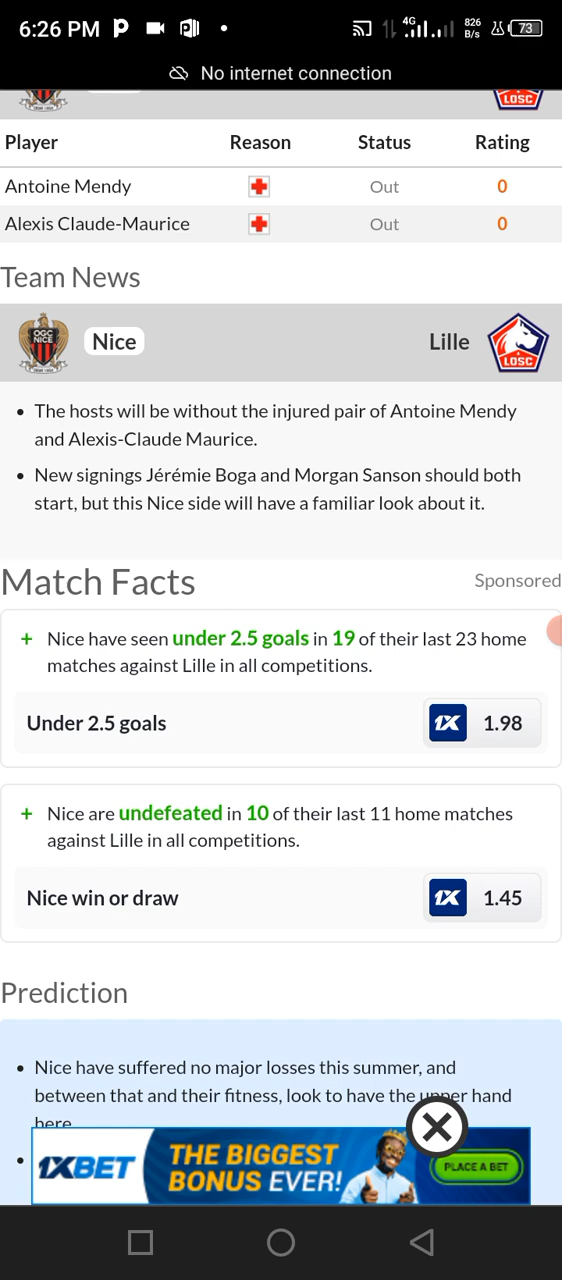 6:26 PM
4G
826
B/s
73
No internet connection
LOSC
Player Reason Status Rating
Antoine Mendy Out 0
Alexis Claude-Maurice Out 0
Team News
OGC
NICE
Nice Lille
LOSC
• The hosts will be without the injured pair of Antoine Mendy
and Alexis-Claude Maurice.
• New signings Jérémie Boga and Morgan Sanson should both
start, but this Nice side will have a familiar look about it.
Match Facts Sponsored
+ Nice have seen under 2.5 goals in 19 of their last 23 home
matches against Lille in all competitions.
Under 2.5 goals 1X 1.98
+ Nice are undefeated in 10 of their last 11 home matches
against Lille in all competitions.
Nice win or draw 1X 1.45
Prediction
• Nice have suffered no major losses this summer, and
between that and their fitness, look to have the upper hand
here
1XBET
THE BIGGEST
BONUS EVER!
PLACE A BET